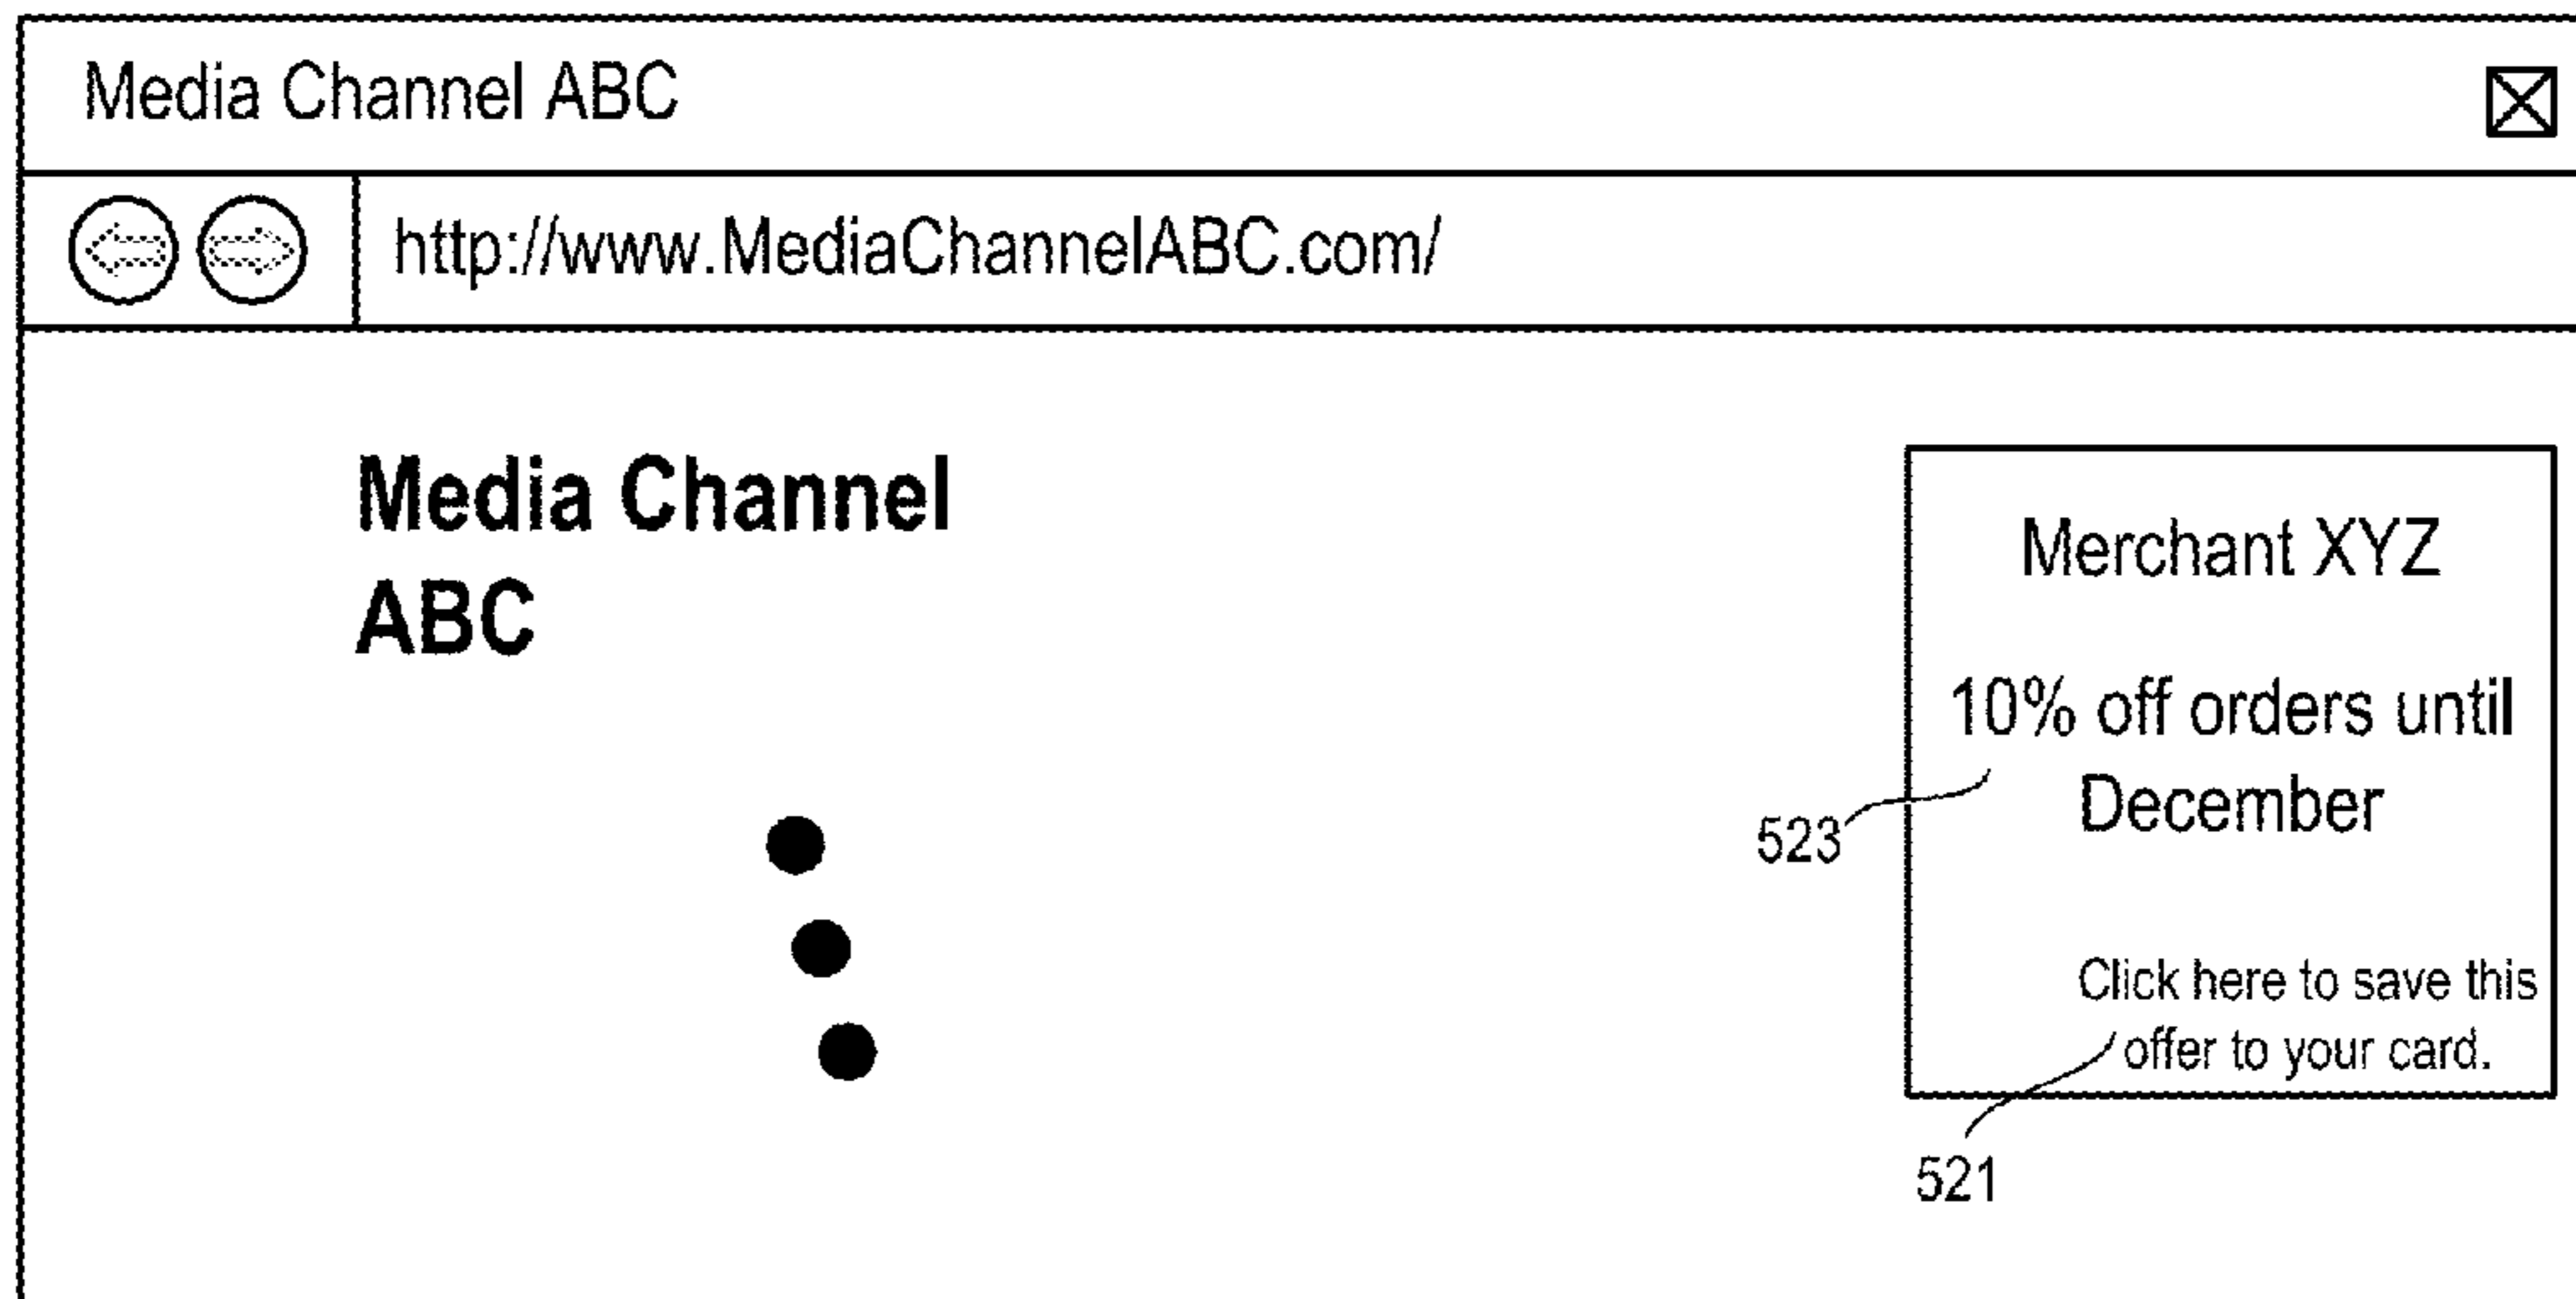 Media Channel ABC
http://www.MediaChannelABC.com/
Media Channel
ABC
Merchant XYZ
10% off orders until
December
523
Click here to save this
offer to your card.
521